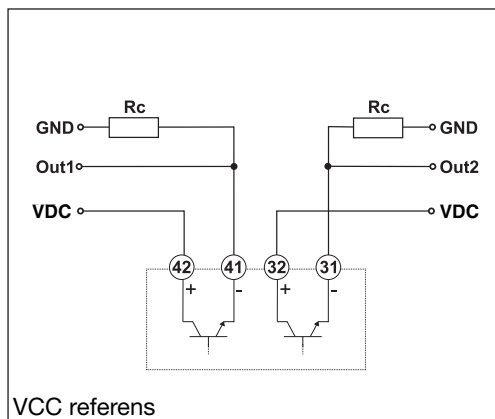 Rc Rc
GND GND
Out1 Out2
VDC VDC
42 41 32 31
+ - + -
VCC referens